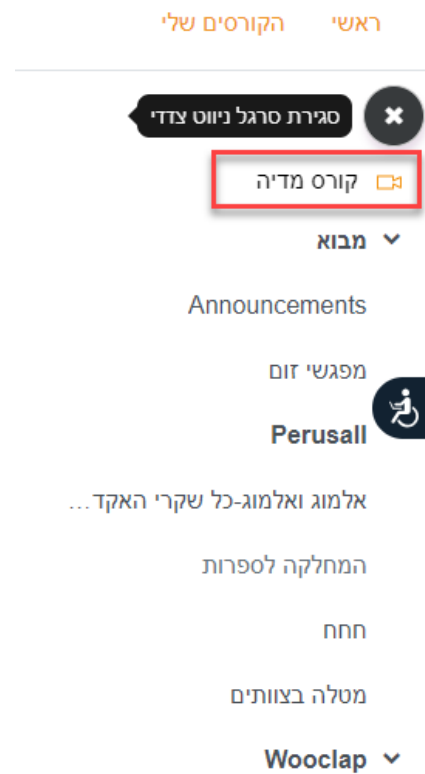 ראשי הקורסים שלי
סגירת סרגל ניווט צדדי
קורס מדיה
מבוא
Announcements
מפגשי זום
Perusall
אלמוג ואלמוג-כל שקרי האקד...
המחלקה לספרות
חחח
מטלה בצוותים
Wooclap